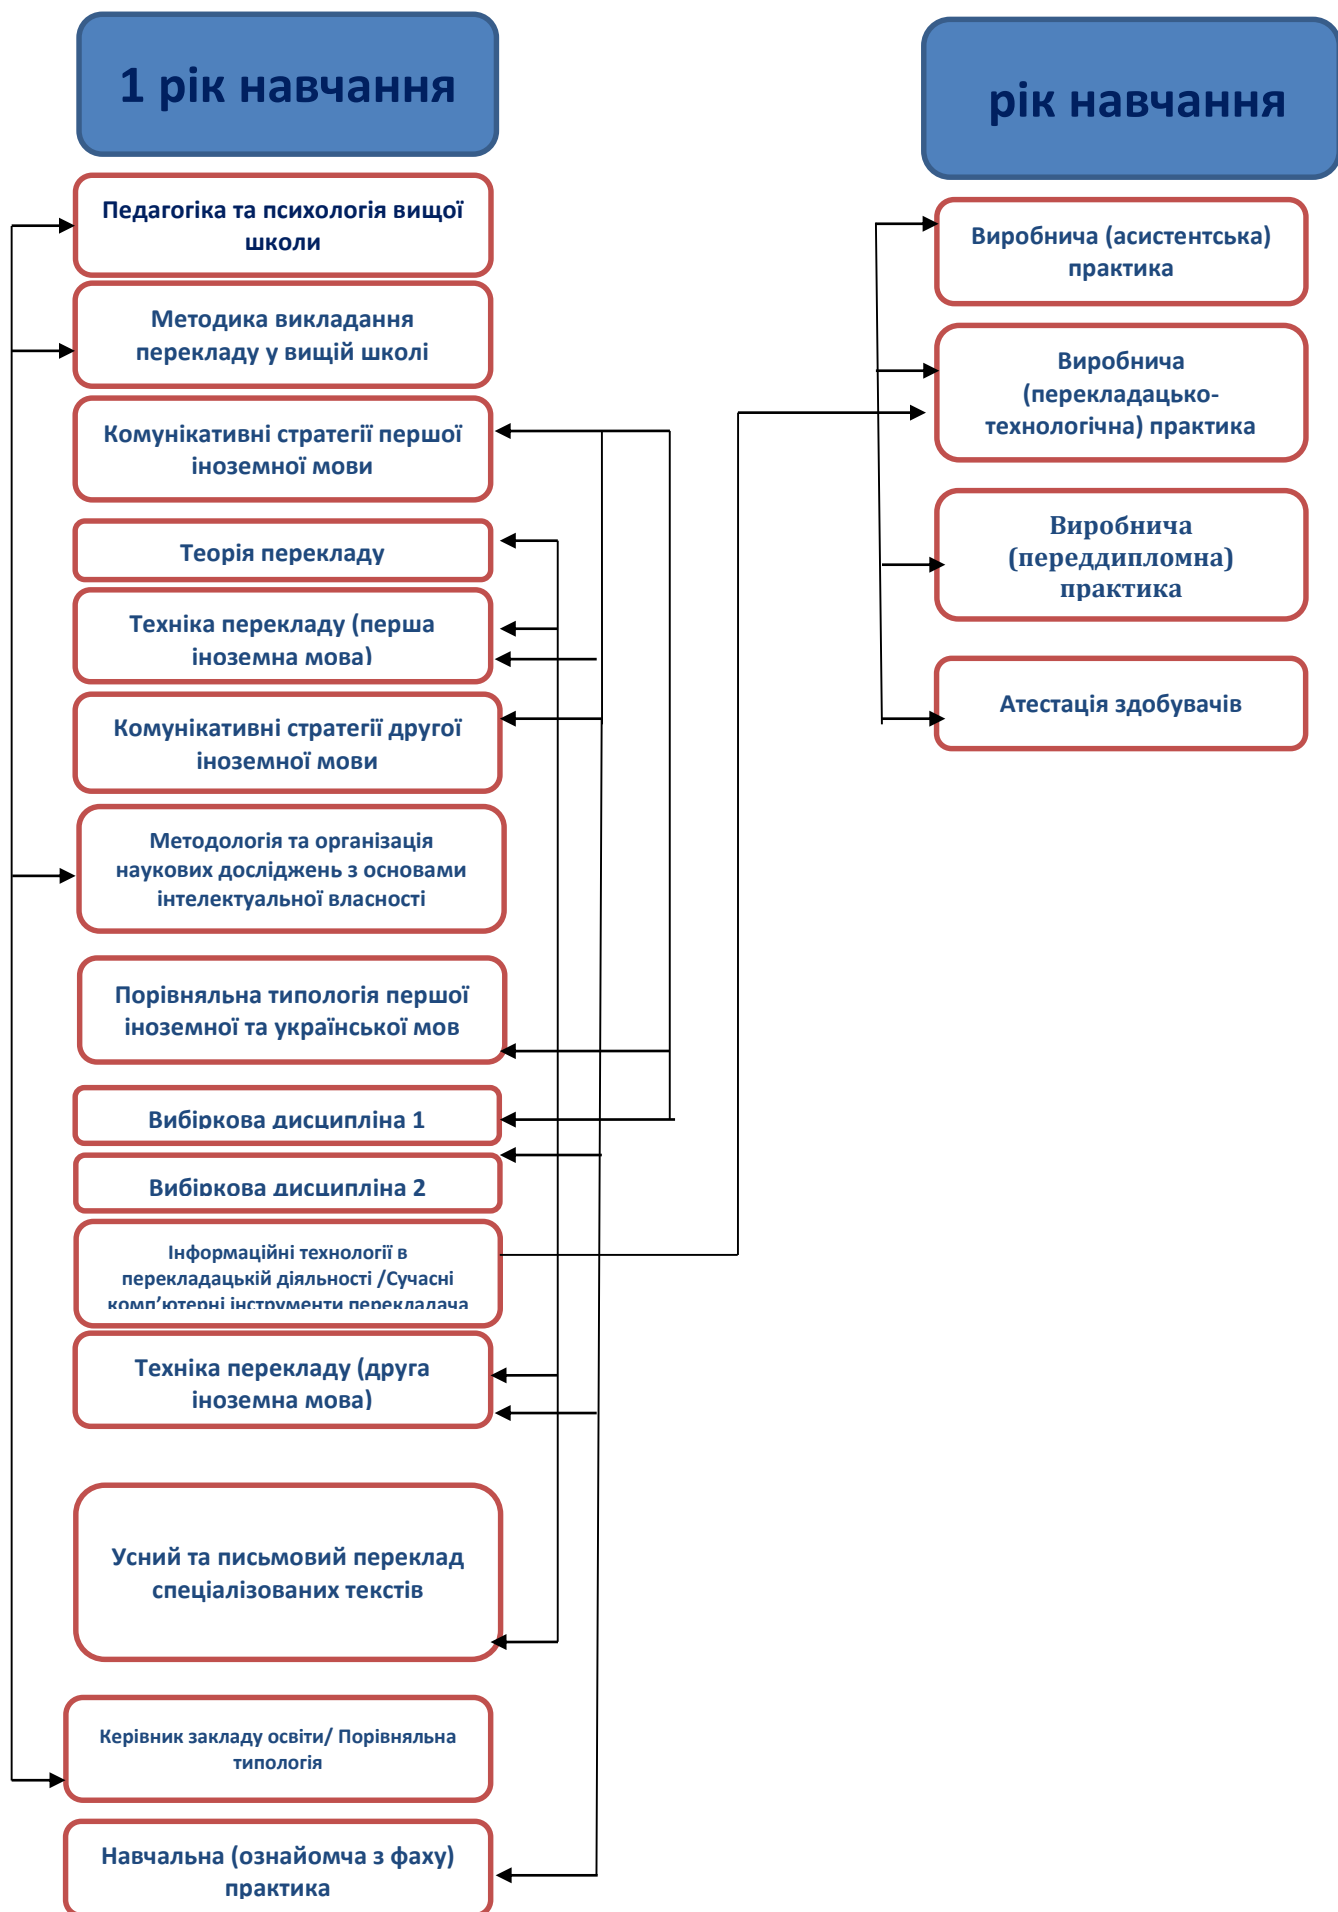 1 рік навчання
Педагогіка та психологія вищої
школи
Методика викладання
перекладу у вищій школі
Комунікативні стратегії першої
іноземної мови
Теорія перекладу
Техніка перекладу (перша
іноземна мова)
Комунікативні стратегії другої
іноземної мови
Методологія та організація
наукових досліджень з основами
інтелектуальної власності
Порівняльна типологія першої
іноземної та української мов
Вибіркова дисципліна 1
Вибіркова дисципліна 2
Інформаційні технології в
перекладацькій діяльності /Сучасні
комп’ютерні інструменти перекладача
Техніка перекладу (друга
іноземна мова)
Усний та письмовий переклад
спеціалізованих текстів
Керівник закладу освіти/ Порівняльна
типологія
Навчальна (ознайомча з фаху)
практика
рік навчання
Виробнича (асистентська)
практика
Виробнича
(перекладацько-
технологічна) практика
Виробнича
(переддипломна)
практика
Атестація здобувачів